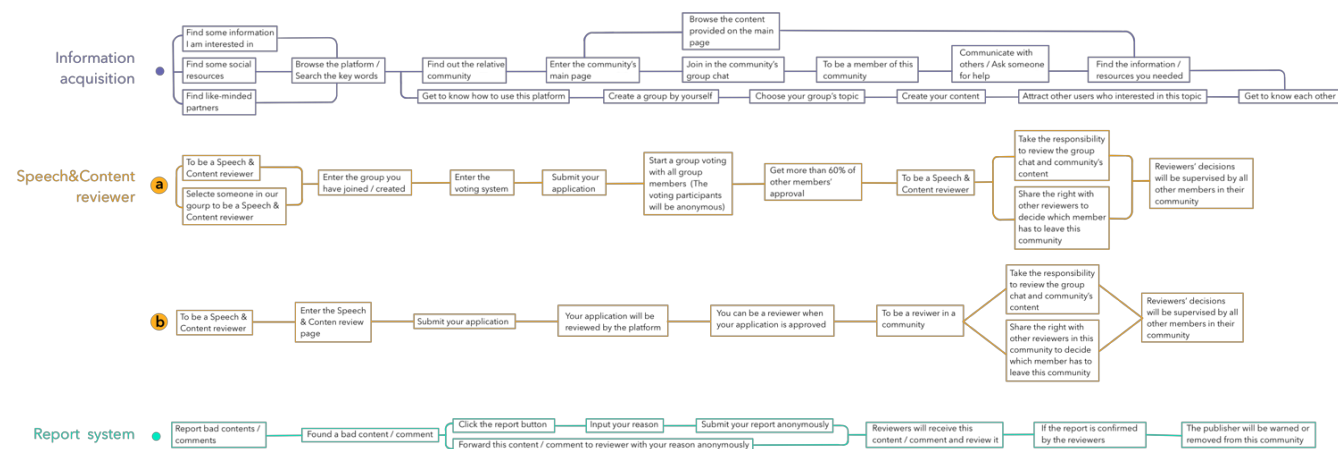 Information
acquisition
Find some information
I am interested in
Find some social
resources
Find like-minded
partners
Browse the platform /
Search the key words
Find out the relative
community
Enter the community's
main page
Browse the content
provided on the main
page
Join in the community's
group chat
To be a member of this
community
Communicate with
others / Ask someone
for help
Find the information /
resources you needed
Get to know how to use this platform
Create a group by yourself
Choose your group's topic
Create your content
Attract other users who interested in this topic
Get to know each other
Speech&Content
reviewer
a
To be a Speech &
Content reviewer
Selecte someone in our
gourp to be a Speech &
Content reviewer
Enter the group you
have joined / created
Enter the
voting system
Submit your
application
Start a group voting
with all group
members (The
voting participants
will be anonymous)
Get more than 60% of
other members'
approval
To be a Speech &
Content reviewer
Take the responsibility
to review the group
chat and community's
content
Share the right with
other reviewers to
decide which member
has to leave this
community
Reviewers' decisions
will be supervised by all
other members in their
community
b
To be a Speech &
Content reviewer
Enter the Speech
& Conten review
page
Submit your application
Your application will be
reviewed by the platform
You can be a reviewer when
your application is approved
To be a reviwer in a
community
Take the responsibility
to review the group
chat and community's
content
Share the right with
other reviewers in this
community to decide
which member has to
leave this community
Reviewers' decisions
will be supervised by all
other members in their
community
Report system
Report bad contents /
comments
Found a bad content / comment
Click the report button
Input your reason
Submit your report anonymously
Forward this content / comment to reviewer with your reason anonymously
Reviewers will receive this
content / comment and review it
If the report is confirmed
by the reviewers
The publisher will be warned or
removed from this community